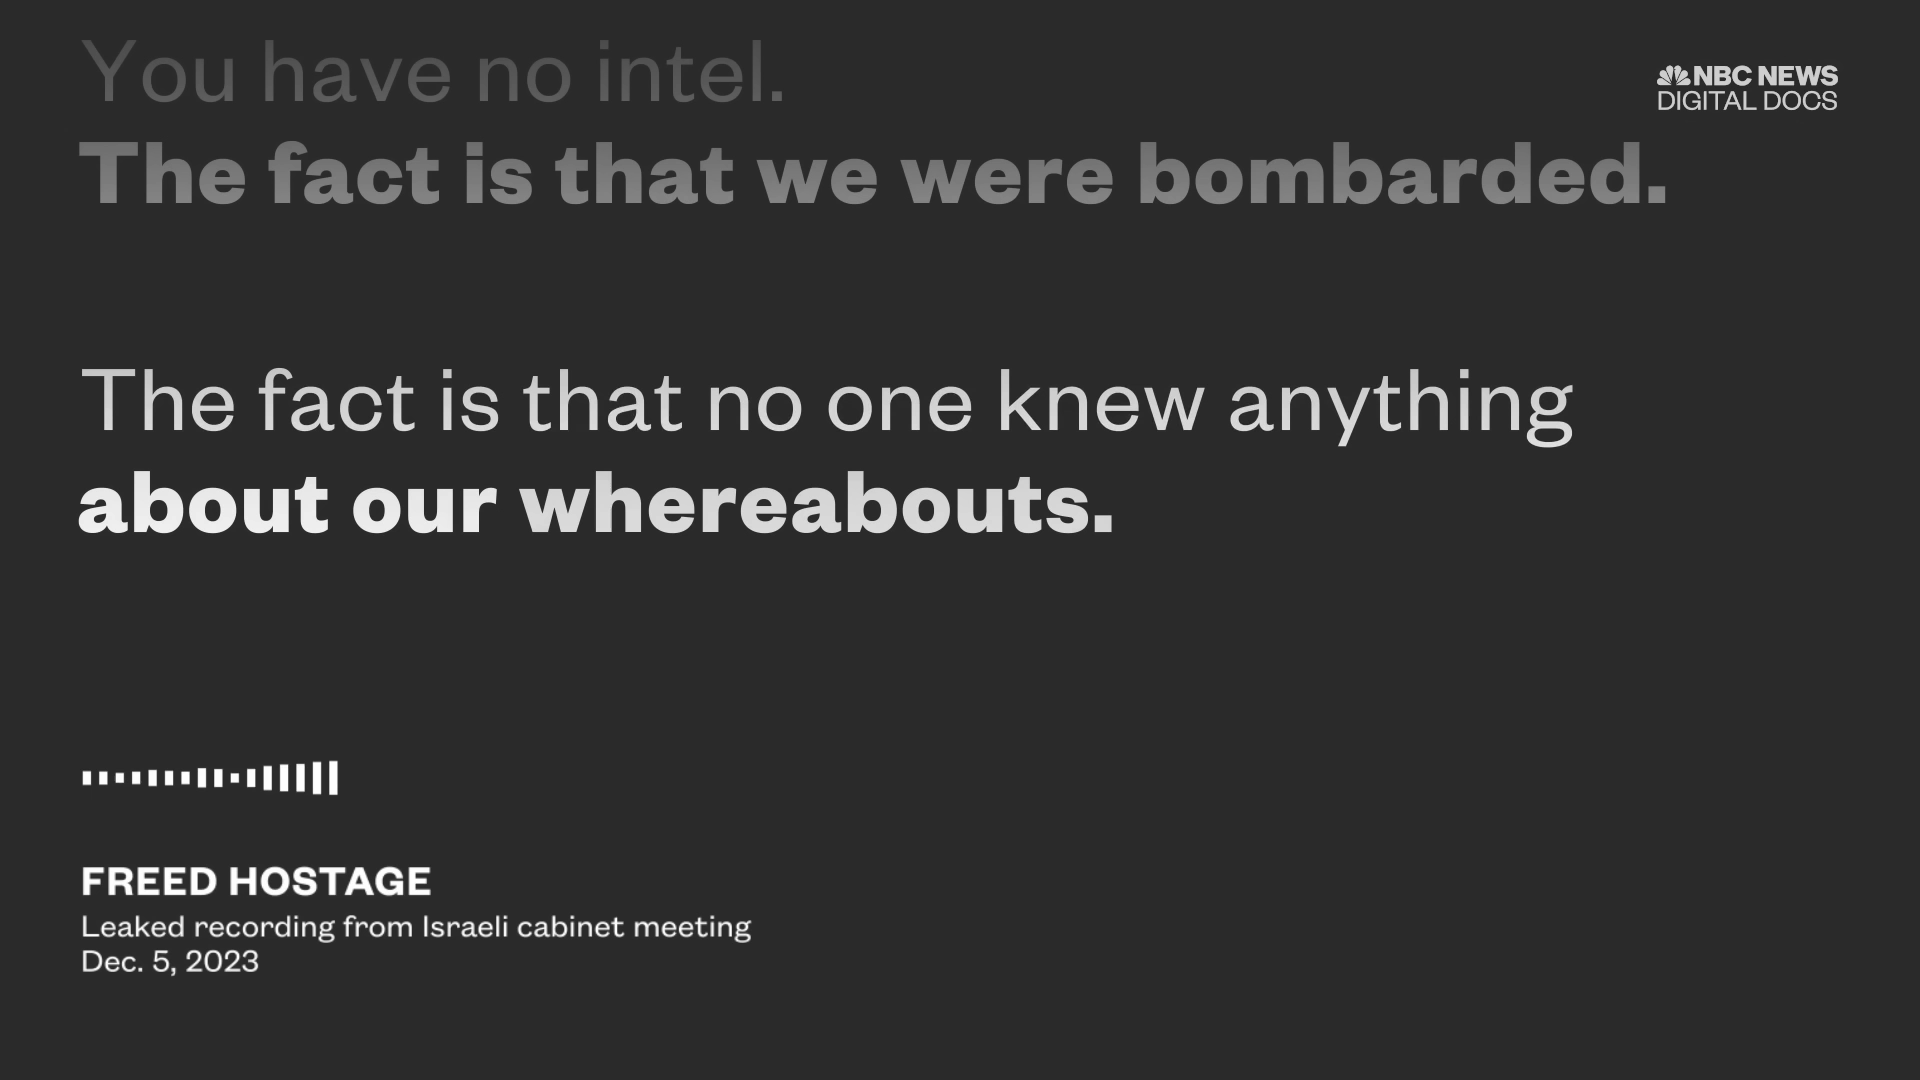 You have no intel.
NBC NEWS
DIGITAL DOCS
The fact is that we were bombarded.
The fact is that no one knew anything
about our whereabouts.
FREED HOSTAGE
Leaked recording from Israeli cabinet meeting
Dec. 5, 2023